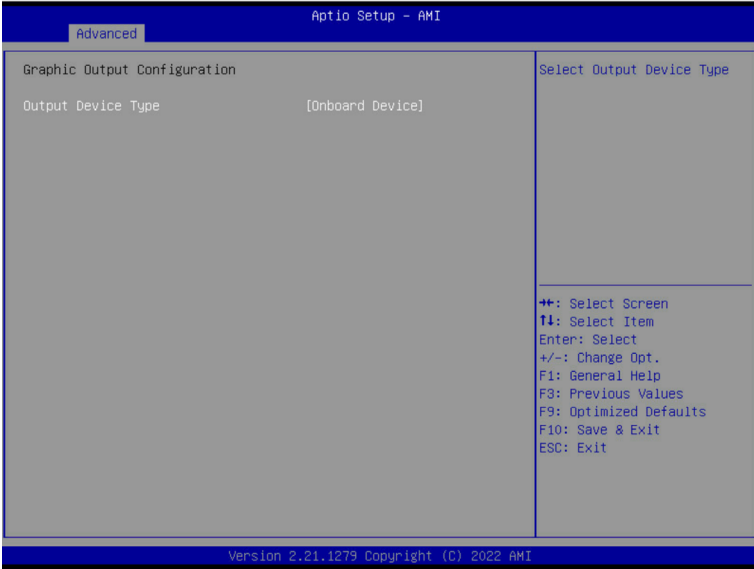 Aptio Setup – AMI
Advanced
Graphic Output Configuration
Output Device Type [Onboard Device]
Select Output Device Type
→←: Select Screen
↑↓: Select Item
Enter: Select
+/-: Change Opt.
F1: General Help
F3: Previous Values
F9: Optimized Defaults
F10: Save & Exit
ESC: Exit
Version 2.21.1279 Copyright (C) 2022 AMI